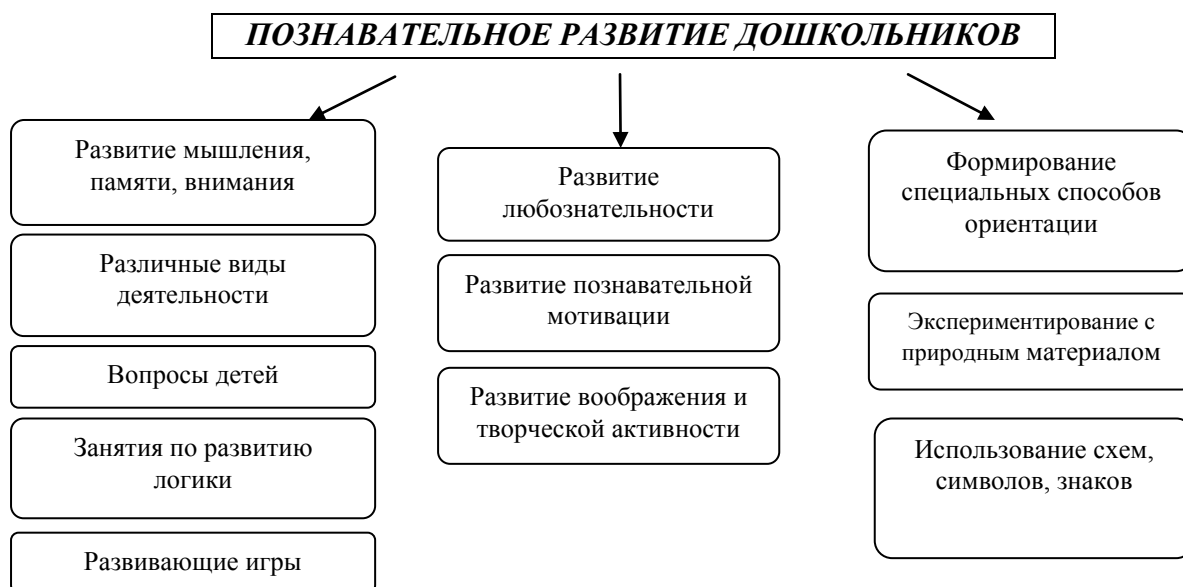 ПОЗНАВАТЕЛЬНОЕ РАЗВИТИЕ ДОШКОЛЬНИКОВ
Развитие мышления,
памяти, внимания
Различные виды
деятельности
Вопросы детей
Занятия по развитию
логики
Развивающие игры
Развитие
любознательности
Развитие познавательной
мотивации
Развитие воображения и
творческой активности
Формирование
специальных способов
ориентации
Экспериментирование с
природным материалом
Использование схем,
символов, знаков